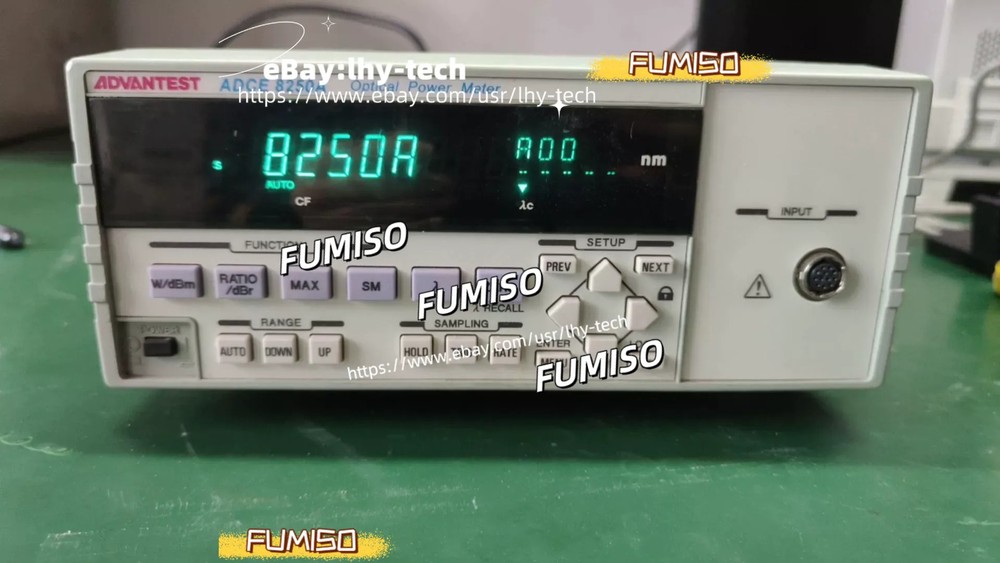 eBay:lhy-tech
FUMISO
ADVANTEST
Optical Power Meter
https://www.ebay.com/usr/lhy-tech
S
8250A
A00
nm
AUTO
CF
λc
INPUT
FUMISO
SETUP
PREV
NEXT
W/dBm
RATIO
/dBr
MAX
SM
FUMISO
λ RECALL
RANGE
SAMPLING
AUTO
DOWN
UP
HOLD
https://www.ebay.com/usr/lhy-tech
ENTER
FUMISO
FUMISO